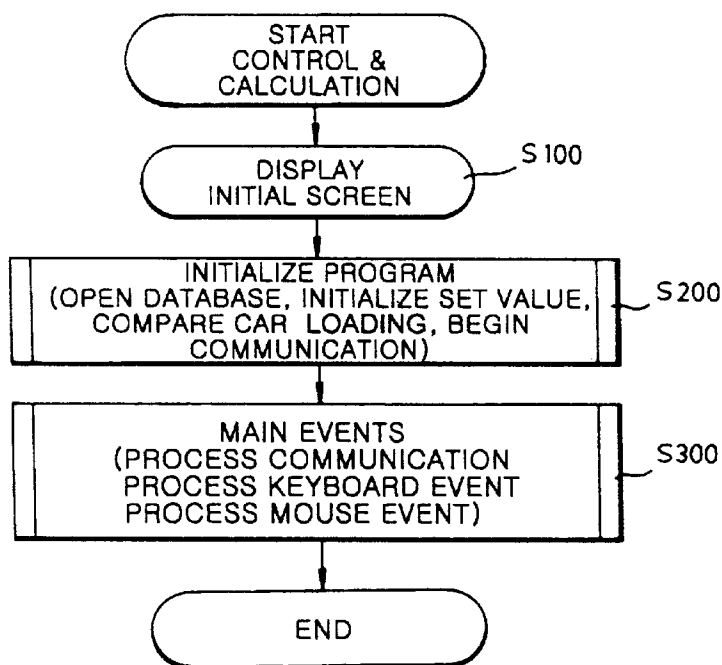 START
CONTROL &
CALCULATION
DISPLAY
INITIAL SCREEN
S100
INITIALIZE PROGRAM
(OPEN DATABASE, INITIALIZE SET VALUE,
COMPARE CAR LOADING, BEGIN
COMMUNICATION)
S200
MAIN EVENTS
(PROCESS COMMUNICATION
PROCESS KEYBOARD EVENT
PROCESS MOUSE EVENT)
S300
END